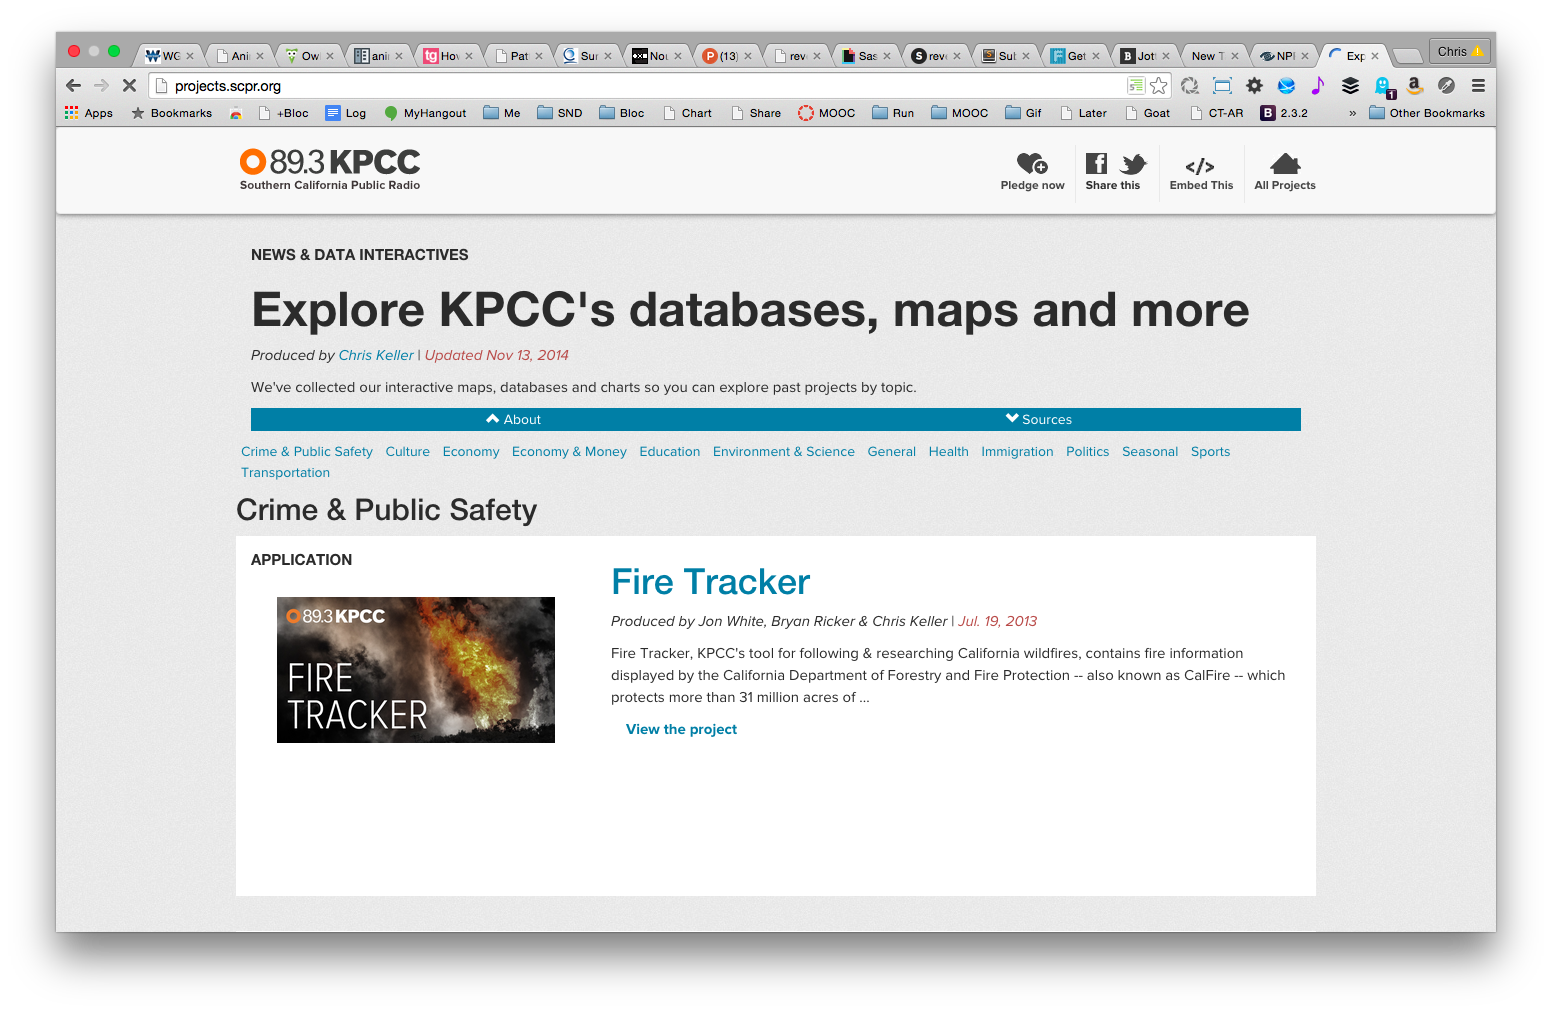 WG Ani Ow ani Ho Pat Sur Nou (13) rev Sas rev Sub Get Jott New T NPR Exp Chris
projects.scpr.org
Apps Bookmarks +Bloc Log MyHangout Me SND Bloc Chart Share MOOC Run MOOC Gif Later Goat CT-AR 2.3.2 » Other Bookmarks
89.3 KPCC
Southern California Public Radio
Pledge now Share this Embed This All Projects
NEWS & DATA INTERACTIVES
Explore KPCC's databases, maps and more
Produced by Chris Keller | Updated Nov 13, 2014
We've collected our interactive maps, databases and charts so you can explore past projects by topic.
About Sources
Crime & Public Safety Culture Economy Economy & Money Education Environment & Science General Health Immigration Politics Seasonal Sports
Transportation
Crime & Public Safety
APPLICATION
89.3 KPCC
FIRE
TRACKER
Fire Tracker
Produced by Jon White, Bryan Ricker & Chris Keller | Jul. 19, 2013
Fire Tracker, KPCC's tool for following & researching California wildfires, contains fire information
displayed by the California Department of Forestry and Fire Protection -- also known as CalFire -- which
protects more than 31 million acres of ...
View the project